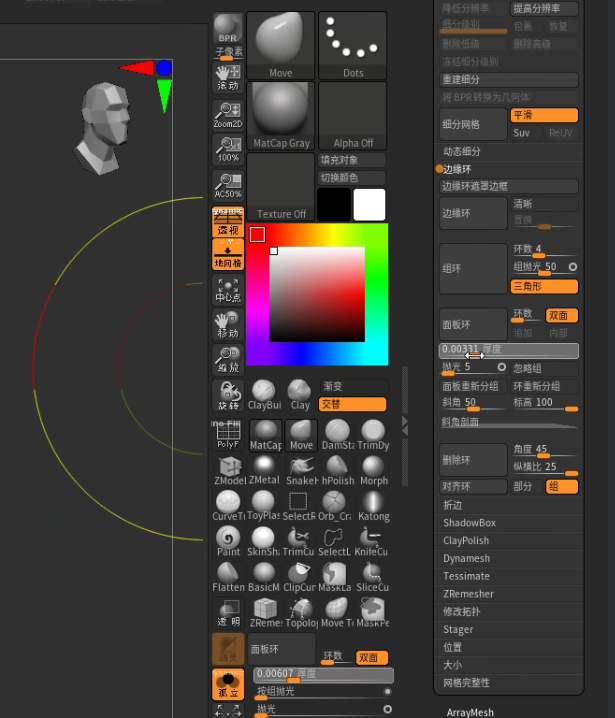 BPR
子像素
Move
Dots
滚动
Zoom2D
MatCap Gray
Alpha Off
100%
填充对象
切换颜色
AC50%
Texture Off
透视
地网格
中心点
移动
缩放
旋转
ClayBui
Clay
渐变
交替
PolyF
MatCap
Move
DamSta
TrimDy
ZModel
ZMetal
SnakeH
hPolish
Morph
CurveTu
ToyPlas
SelectR
Orb_Cra
Katong
Paint
SkinSha
TrimCu
SelectL
KnifeCu
Flatten
BasicM
ClipCur
MaskLa
SliceCu
透明
ZReme
Topolo
Move T
MaskPe
面板环
环数
双面
0.00607 厚度
孤立
按组抛光
抛光
降低分辨率
提高分辨率
细分级别
包裹
恢复
删除低级
删除高级
冻结细分级别
重建细分
将 BPR 转换为几何体
细分网格
平滑
Suv
ReUV
动态细分
边缘环
边缘环遮罩边框
边缘环
清晰
置换
组环
环数 4
组抛光 50
三角形
面板环
环数
双面
追加
内部
0.00331 厚度
抛光 5
忽略组
面板重新分组
环重新分组
斜角 50
标高 100
斜角剖面
删除环
角度 45
纵横比 25
对齐环
部分
组
折边
ShadowBox
ClayPolish
Dynamesh
Tessimate
ZRemesher
修改拓扑
Stager
位置
大小
网格完整性
ArrayMesh